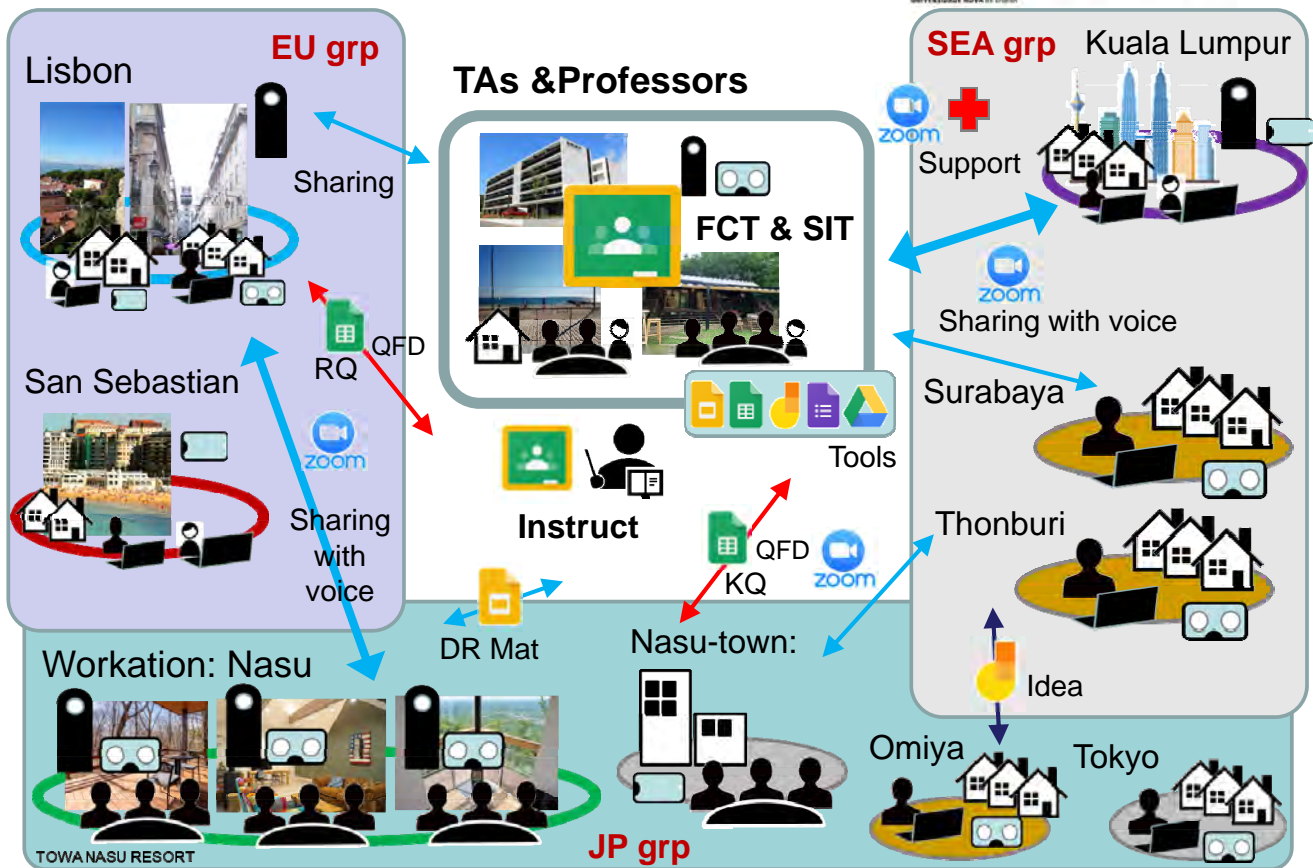 EU grp
Lisbon
Sharing
RQ
QFD
San Sebastian
zoom
Sharing
with
voice
TAs &Professors
FCT & SIT
Tools
Instruct
QFD
KQ
zoom
DR Mat
SEA grp
Kuala Lumpur
zoom
Support
zoom
Sharing with voice
Surabaya
Thonburi
Idea
Workation: Nasu
TOWA NASU RESORT
Nasu-town:
JP grp
Omiya
Tokyo